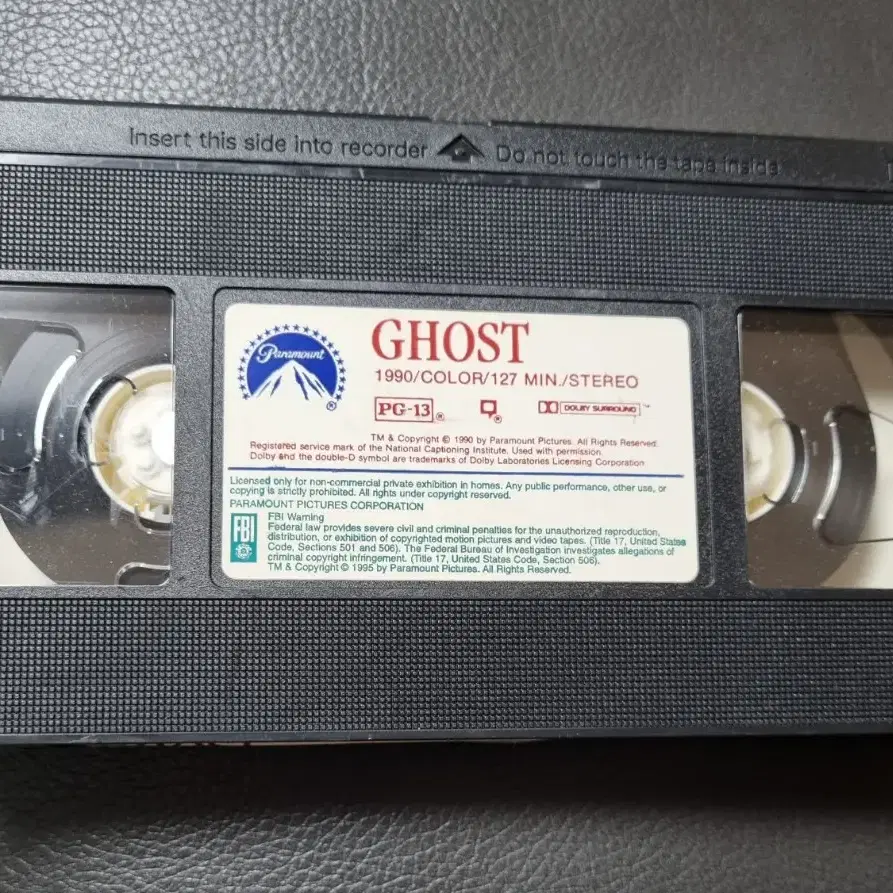 Insert this side into recorder Do not touch the tape inside
Paramount
®
GHOST
1990/COLOR/127 MIN./STEREO
PG-13 ® ® DOLBY SURROUND ™
TM & Copyright © 1990 by Paramount Pictures. All Rights Reserved.
Registered service mark of the National Captioning Institute. Used with permission.
Dolby and the double-D symbol are trademarks of Dolby Laboratories Licensing Corporation
Licensed only for non-commercial private exhibition in homes. Any public performance, other use, or
copying is strictly prohibited. All rights under copyright reserved.
PARAMOUNT PICTURES CORPORATION
FBI
FBI Warning
Federal law provides severe civil and criminal penalties for the unauthorized reproduction,
distribution, or exhibition of copyrighted motion pictures and video tapes. (Title 17, United States
Code, Sections 501 and 506). The Federal Bureau of Investigation investigates allegations of
criminal copyright infringement. (Title 17, United States Code, Section 506).
TM & Copyright © 1995 by Paramount Pictures. All Rights Reserved.